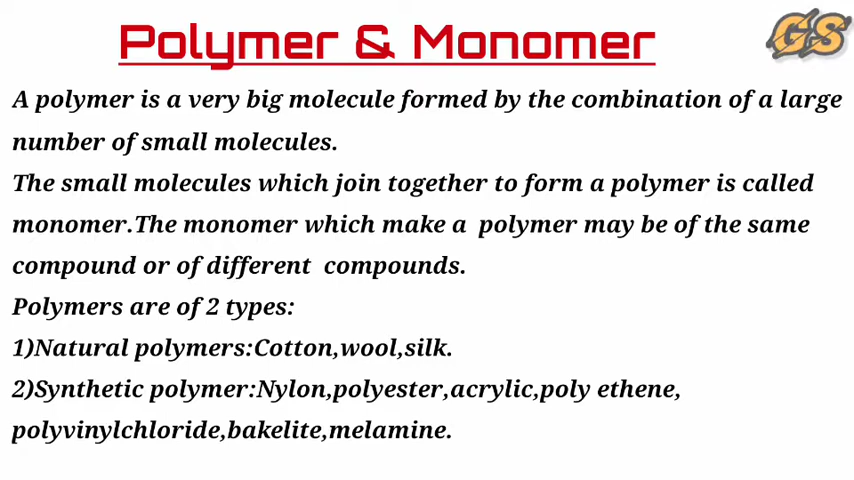 Polymer & Monomer
GS
A polymer is a very big molecule formed by the combination of a large
number of small molecules.
The small molecules which join together to form a polymer is called
monomer.The monomer which make a polymer may be of the same
compound or of different compounds.
Polymers are of 2 types:
1)Natural polymers:Cotton,wool,silk.
2)Synthetic polymer:Nylon,polyester,acrylic,poly ethene,
polyvinylchloride,bakelite,melamine.